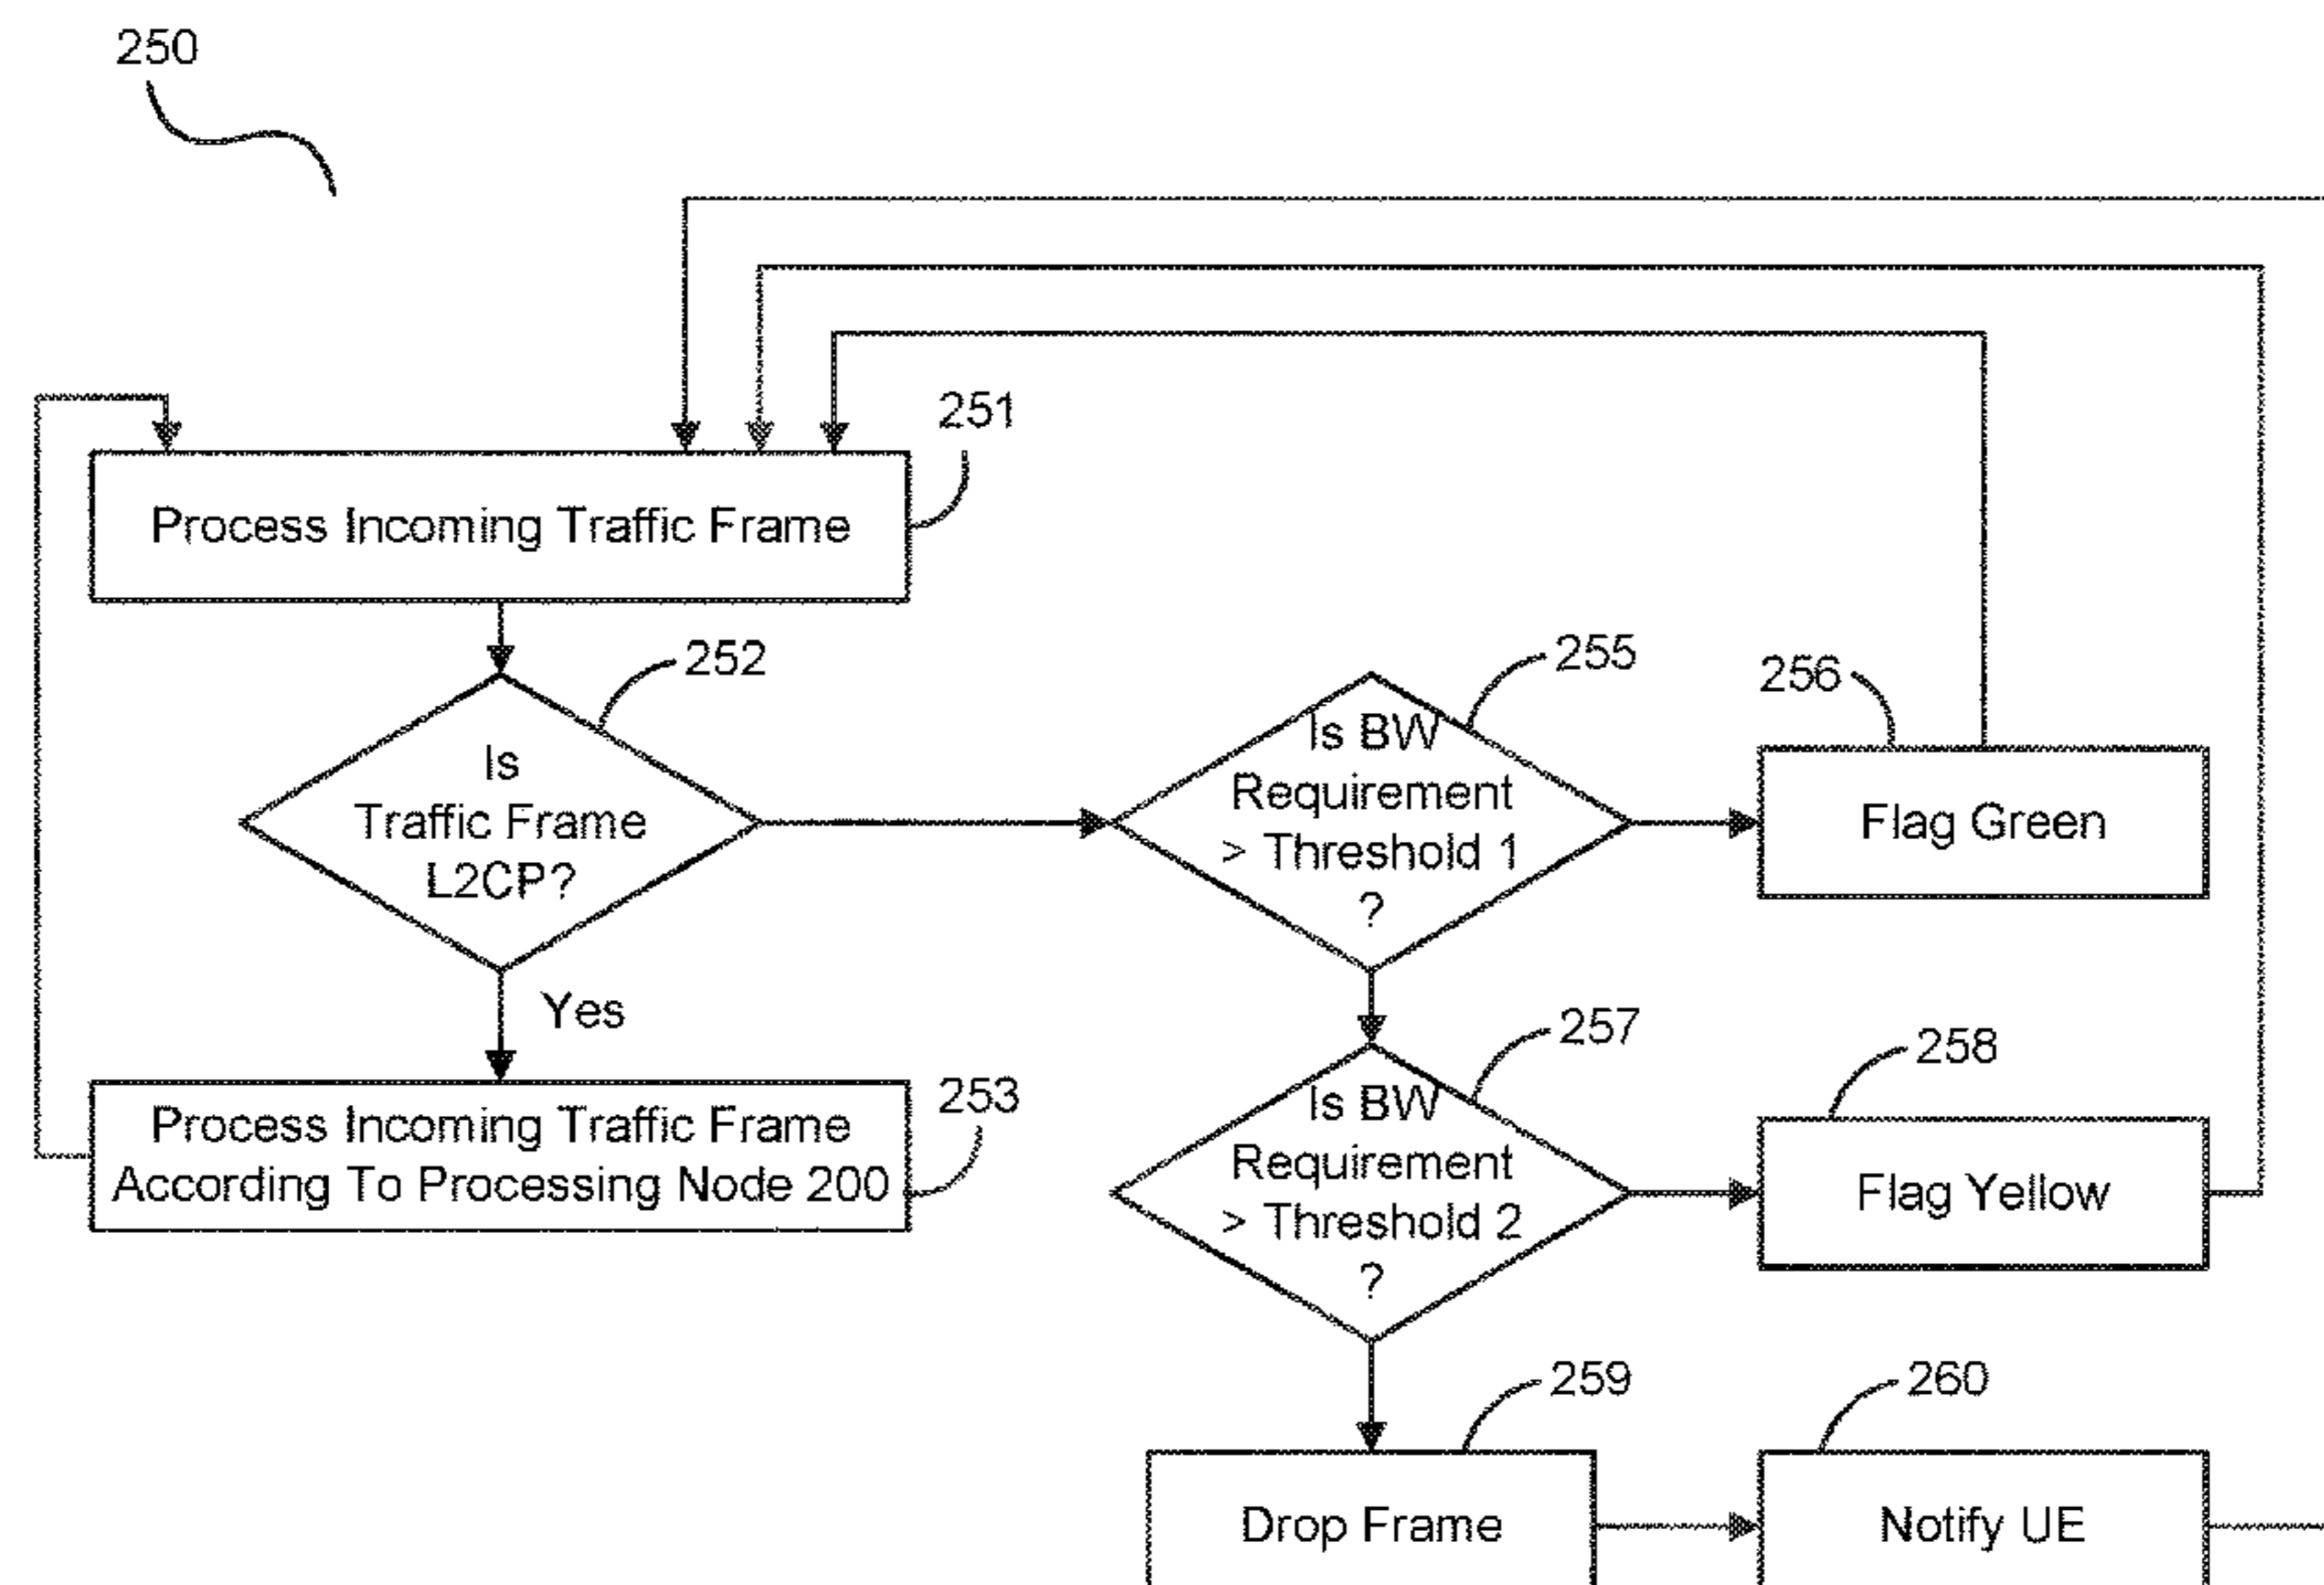 250
251
Process Incoming Traffic Frame
252
Is
Traffic Frame
L2CP?
255
Is BW
Requirement
> Threshold 1
?
256
Flag Green
Yes
253
Process Incoming Traffic Frame
According To Processing Node 200
257
Is BW
Requirement
> Threshold 2
?
258
Flag Yellow
259
Drop Frame
260
Notify UE